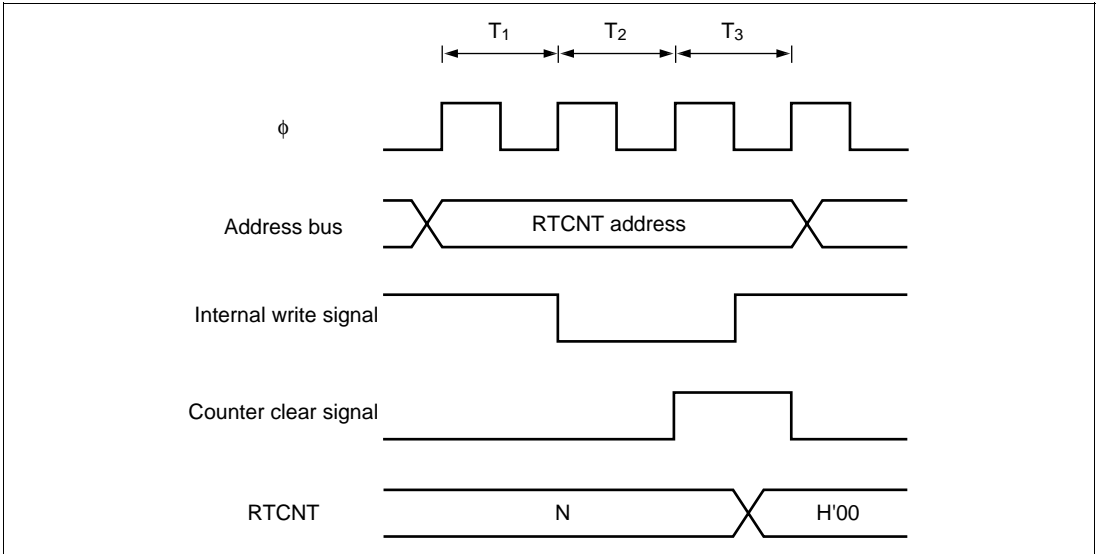 T1 T2 T3
ϕ
Address bus RTCNT address
Internal write signal
Counter clear signal
RTCNT N H'00